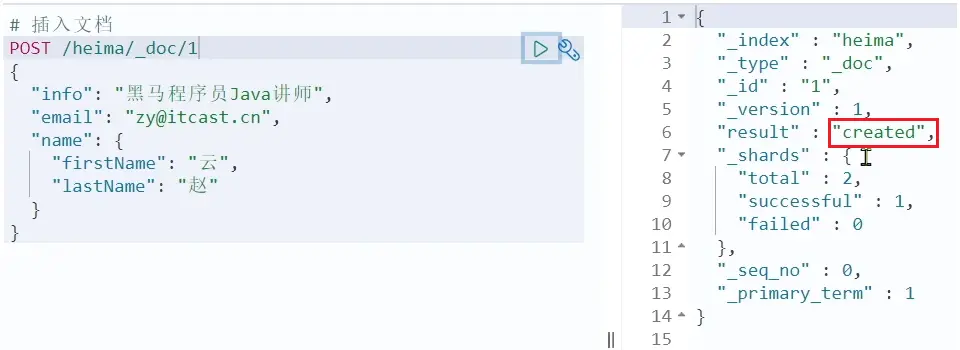 # 插入文档
POST /heima/_doc/1
{
  "info": "黑马程序员Java讲师",
  "email": "zy@itcast.cn",
  "name": {
    "firstName": "云",
    "lastName": "赵"
  }
}
1 {
2   "_index" : "heima",
3   "_type" : "_doc",
4   "_id" : "1",
5   "_version" : 1,
6   "result" : "created",
7   "_shards" : {
8     "total" : 2,
9     "successful" : 1,
10     "failed" : 0
11   },
12   "_seq_no" : 0,
13   "_primary_term" : 1
14 }
15